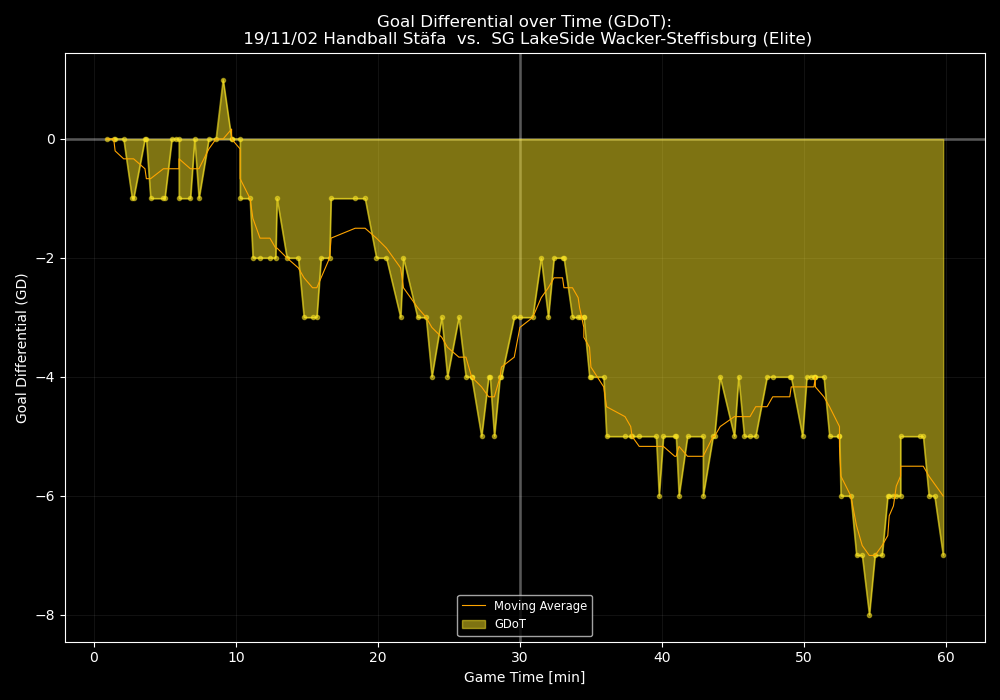 Goal Differential over Time (GDoT):
19/11/02 Handball Stäfa  vs.  SG LakeSide Wacker-Steffisburg (Elite)
Goal Differential (GD)
0
−2
−4
−6
−8
Moving Average
GDoT
0 10 20 30 40 50 60
Game Time [min]